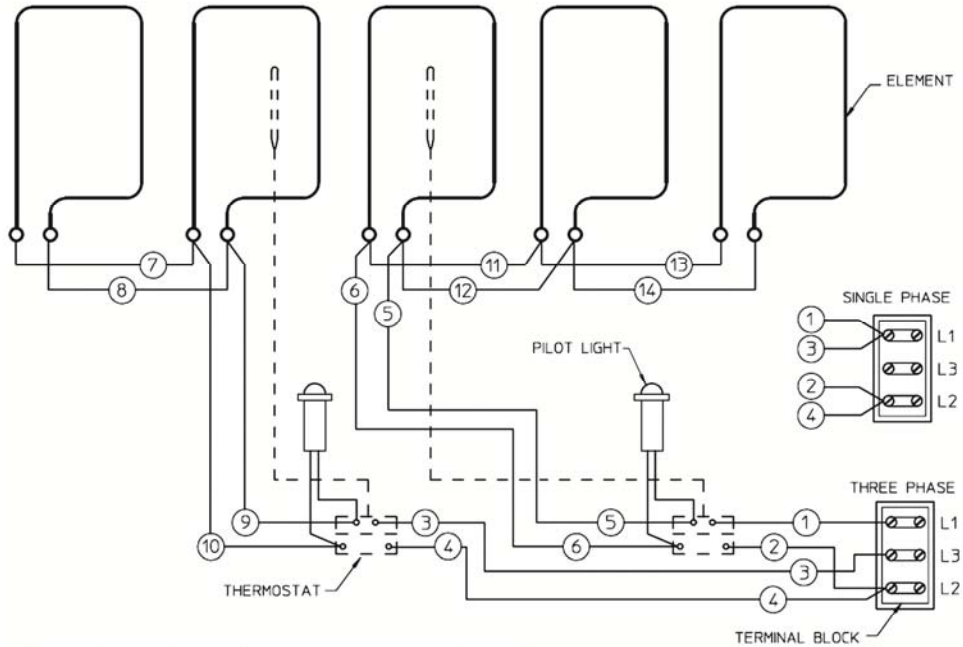 ELEMENT
7
8
6
5
11
12
13
14
SINGLE PHASE
1
3
2
4
L1
L3
L2
PILOT LIGHT
THREE PHASE
9
10
3
4
5
6
1
2
3
4
L1
L3
L2
THERMOSTAT
TERMINAL BLOCK